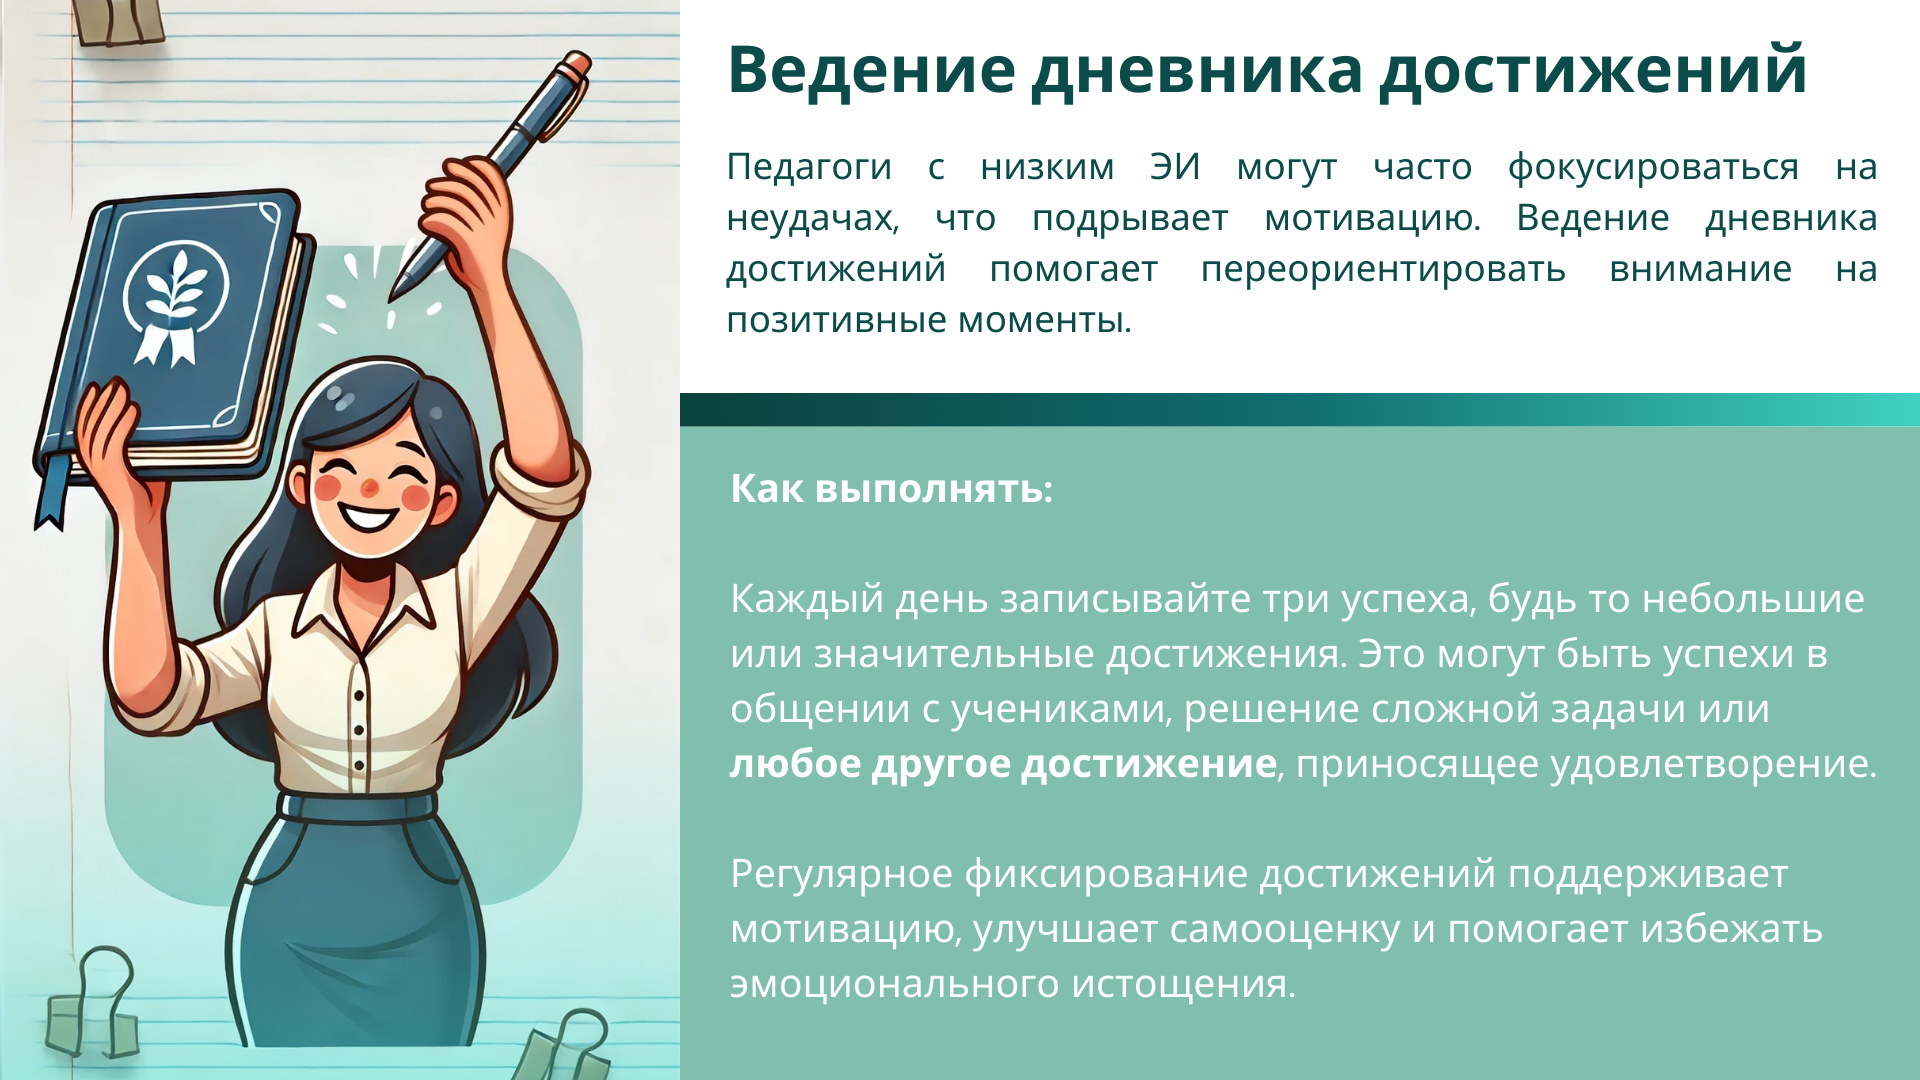 Ведение дневника достижений
Педагоги с низким ЭИ могут часто фокусироваться на
неудачах, что подрывает мотивацию. Ведение дневника
достижений помогает переориентировать внимание на
позитивные моменты.
Как выполнять:
Каждый день записывайте три успеха, будь то небольшие
или значительные достижения. Это могут быть успехи в
общении с учениками, решение сложной задачи или
любое другое достижение, приносящее удовлетворение.
Регулярное фиксирование достижений поддерживает
мотивацию, улучшает самооценку и помогает избежать
эмоционального истощения.